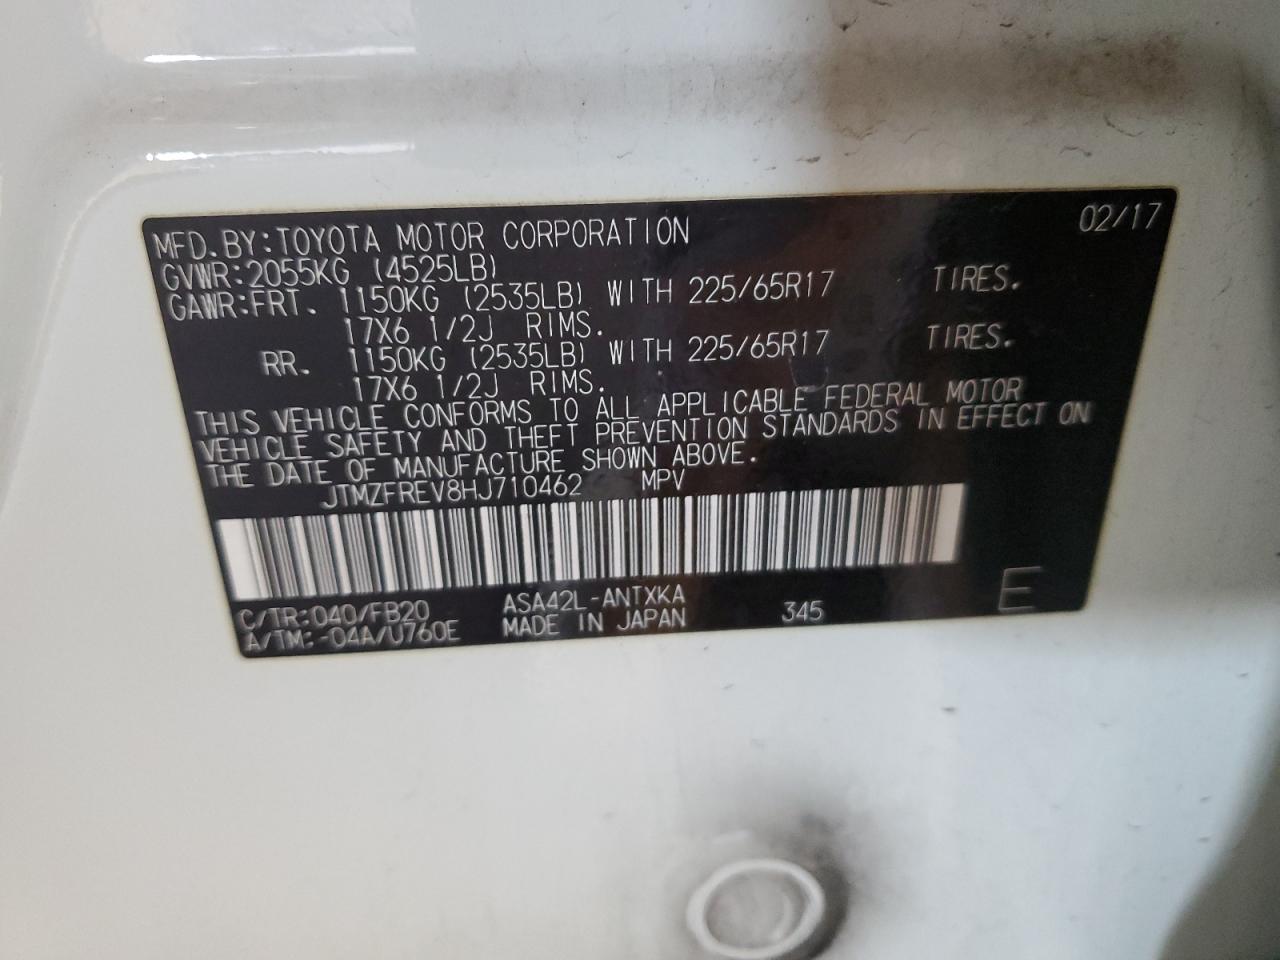 02/17
MFD.BY:TOYOTA MOTOR CORPORATION
GVWR:2055KG (4525LB)
GAWR:FRT. 1150KG (2535LB) WITH 225/65R17 TIRES.
17X6 1/2J RIMS.
RR. 1150KG (2535LB) WITH 225/65R17 TIRES.
17X6 1/2J RIMS.
THIS VEHICLE CONFORMS TO ALL APPLICABLE FEDERAL MOTOR
VEHICLE SAFETY AND THEFT PREVENTION STANDARDS IN EFFECT ON
THE DATE OF MANUFACTURE SHOWN ABOVE.
JTMZFREV8HJ710462 MPV
C/TR:040/FB20 ASA42L-ANTXKA
A/TM:-04A/U760E MADE IN JAPAN 345 E